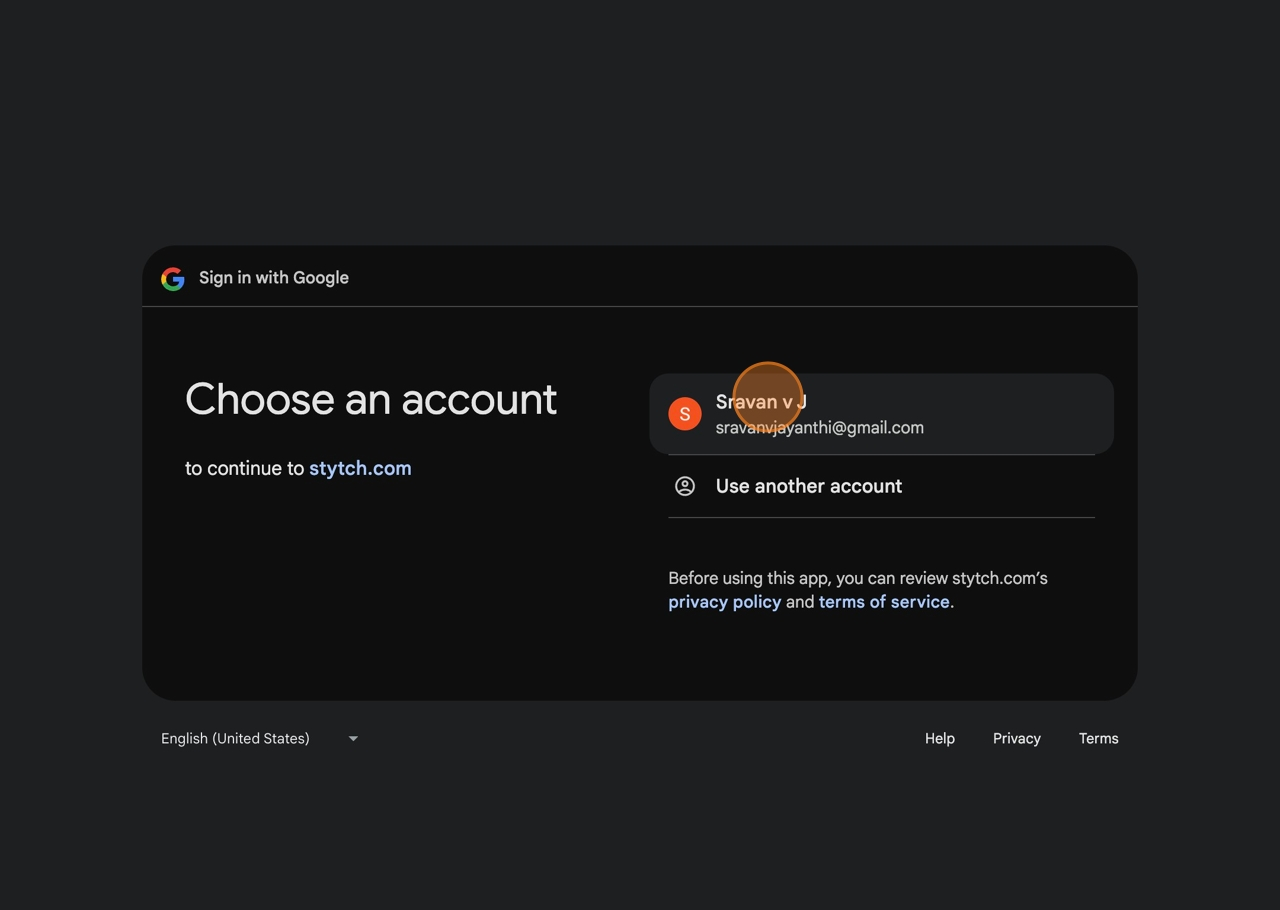 Sign in with Google
Choose an account
to continue to stytch.com
S
Sravan v J
sravanvjayanthi@gmail.com
Use another account
Before using this app, you can review stytch.com’s
privacy policy and terms of service.
English (United States)
Help
Privacy
Terms